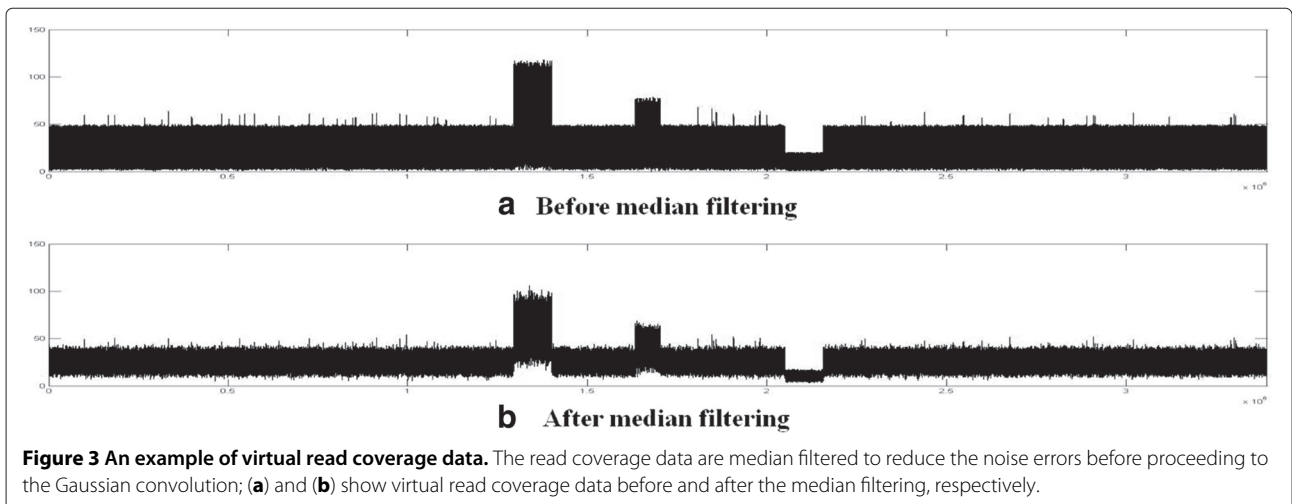 150
100
50
0
0 0.5 1 1.5 2 2.5 3
× 10⁶
a Before median filtering
150
100
50
0
0 0.5 1 1.5 2 2.5 3
× 10⁶
b After median filtering
Figure 3 An example of virtual read coverage data. The read coverage data are median filtered to reduce the noise errors before proceeding to
the Gaussian convolution; (a) and (b) show virtual read coverage data before and after the median filtering, respectively.